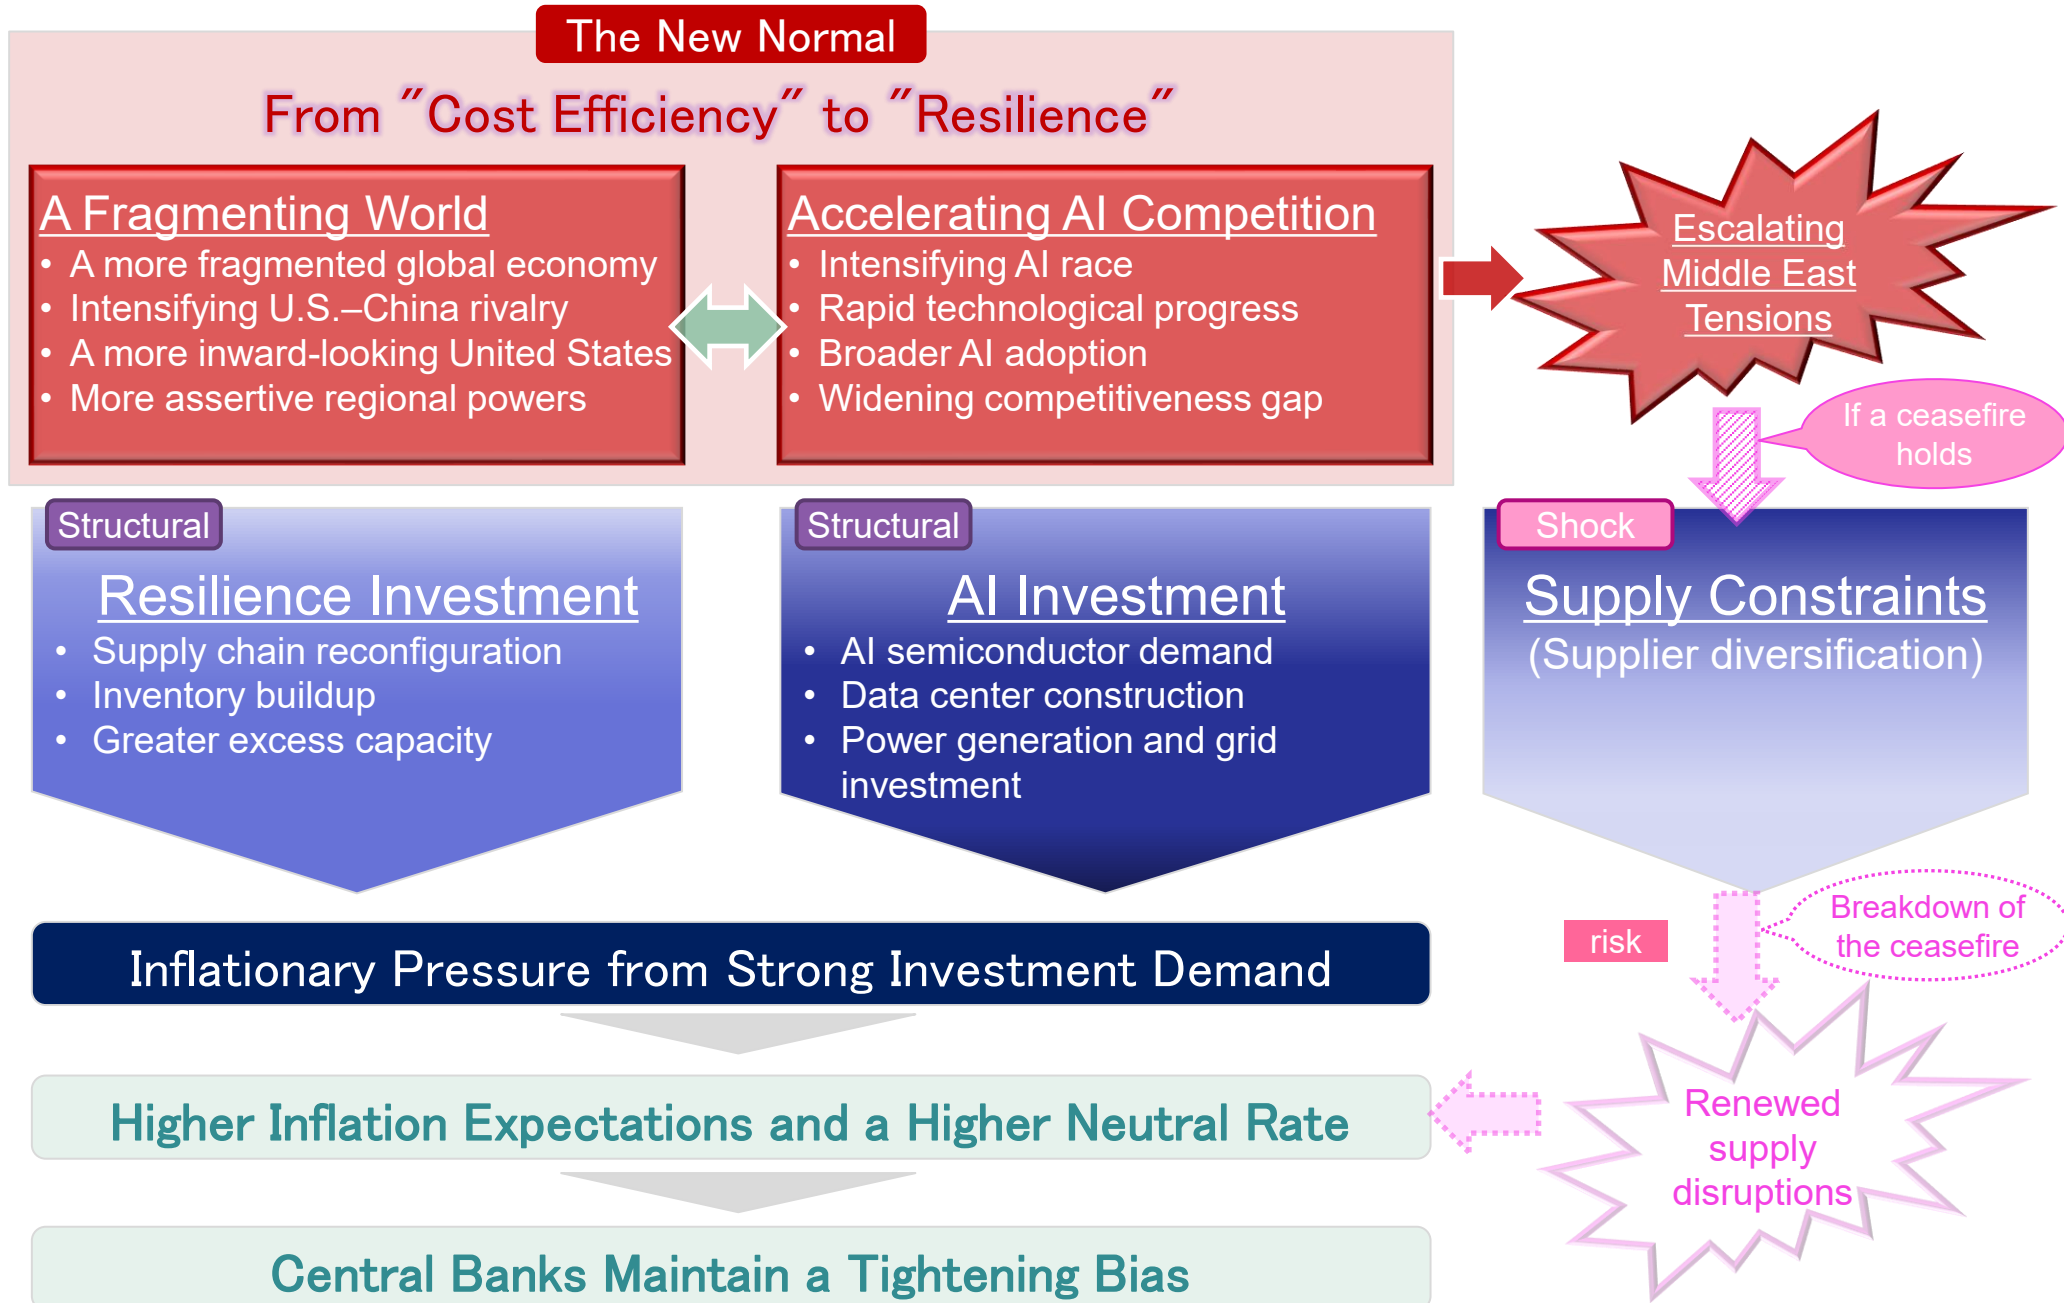 The New Normal
From "Cost Efficiency" to "Resilience"
A Fragmenting World
• A more fragmented global economy
• Intensifying U.S.–China rivalry
• A more inward-looking United States
• More assertive regional powers
Accelerating AI Competition
• Intensifying AI race
• Rapid technological progress
• Broader AI adoption
• Widening competitiveness gap
Escalating
Middle East
Tensions
If a ceasefire
holds
Structural
Resilience Investment
• Supply chain reconfiguration
• Inventory buildup
• Greater excess capacity
Structural
AI Investment
• AI semiconductor demand
• Data center construction
• Power generation and grid
investment
Shock
Supply Constraints
(Supplier diversification)
risk
Breakdown of
the ceasefire
Inflationary Pressure from Strong Investment Demand
Higher Inflation Expectations and a Higher Neutral Rate
Renewed
supply
disruptions
Central Banks Maintain a Tightening Bias